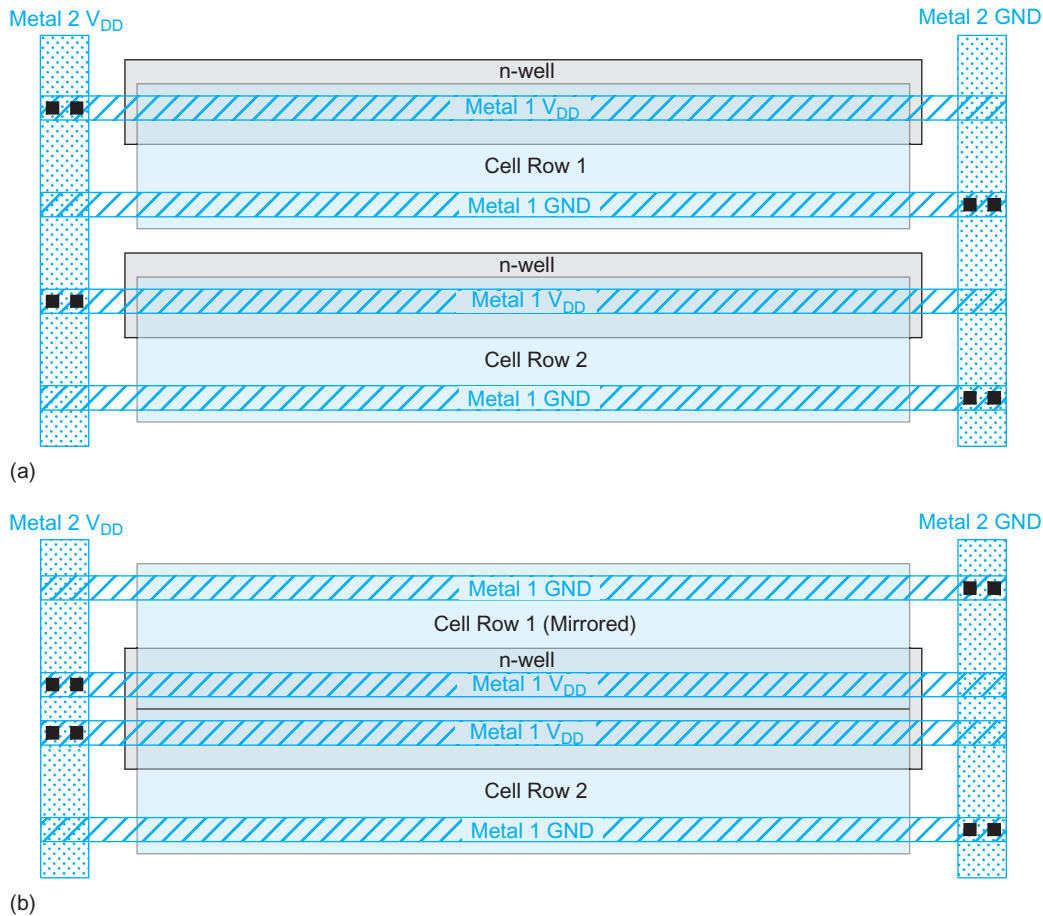 Metal 2 VDD
Metal 2 GND
n-well
Metal 1 VDD
Cell Row 1
Metal 1 GND
n-well
Metal 1 VDD
Cell Row 2
Metal 1 GND
(a)
Metal 2 VDD
Metal 2 GND
Metal 1 GND
Cell Row 1 (Mirrored)
n-well
Metal 1 VDD
Metal 1 VDD
Cell Row 2
Metal 1 GND
(b)